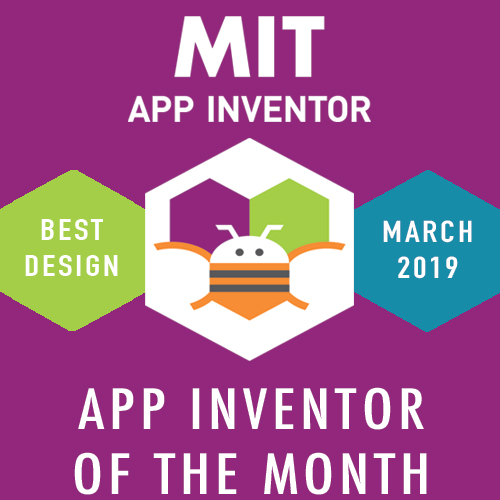 MIT
APP INVENTOR
BEST
DESIGN
MARCH
2019
APP INVENTOR
OF THE MONTH